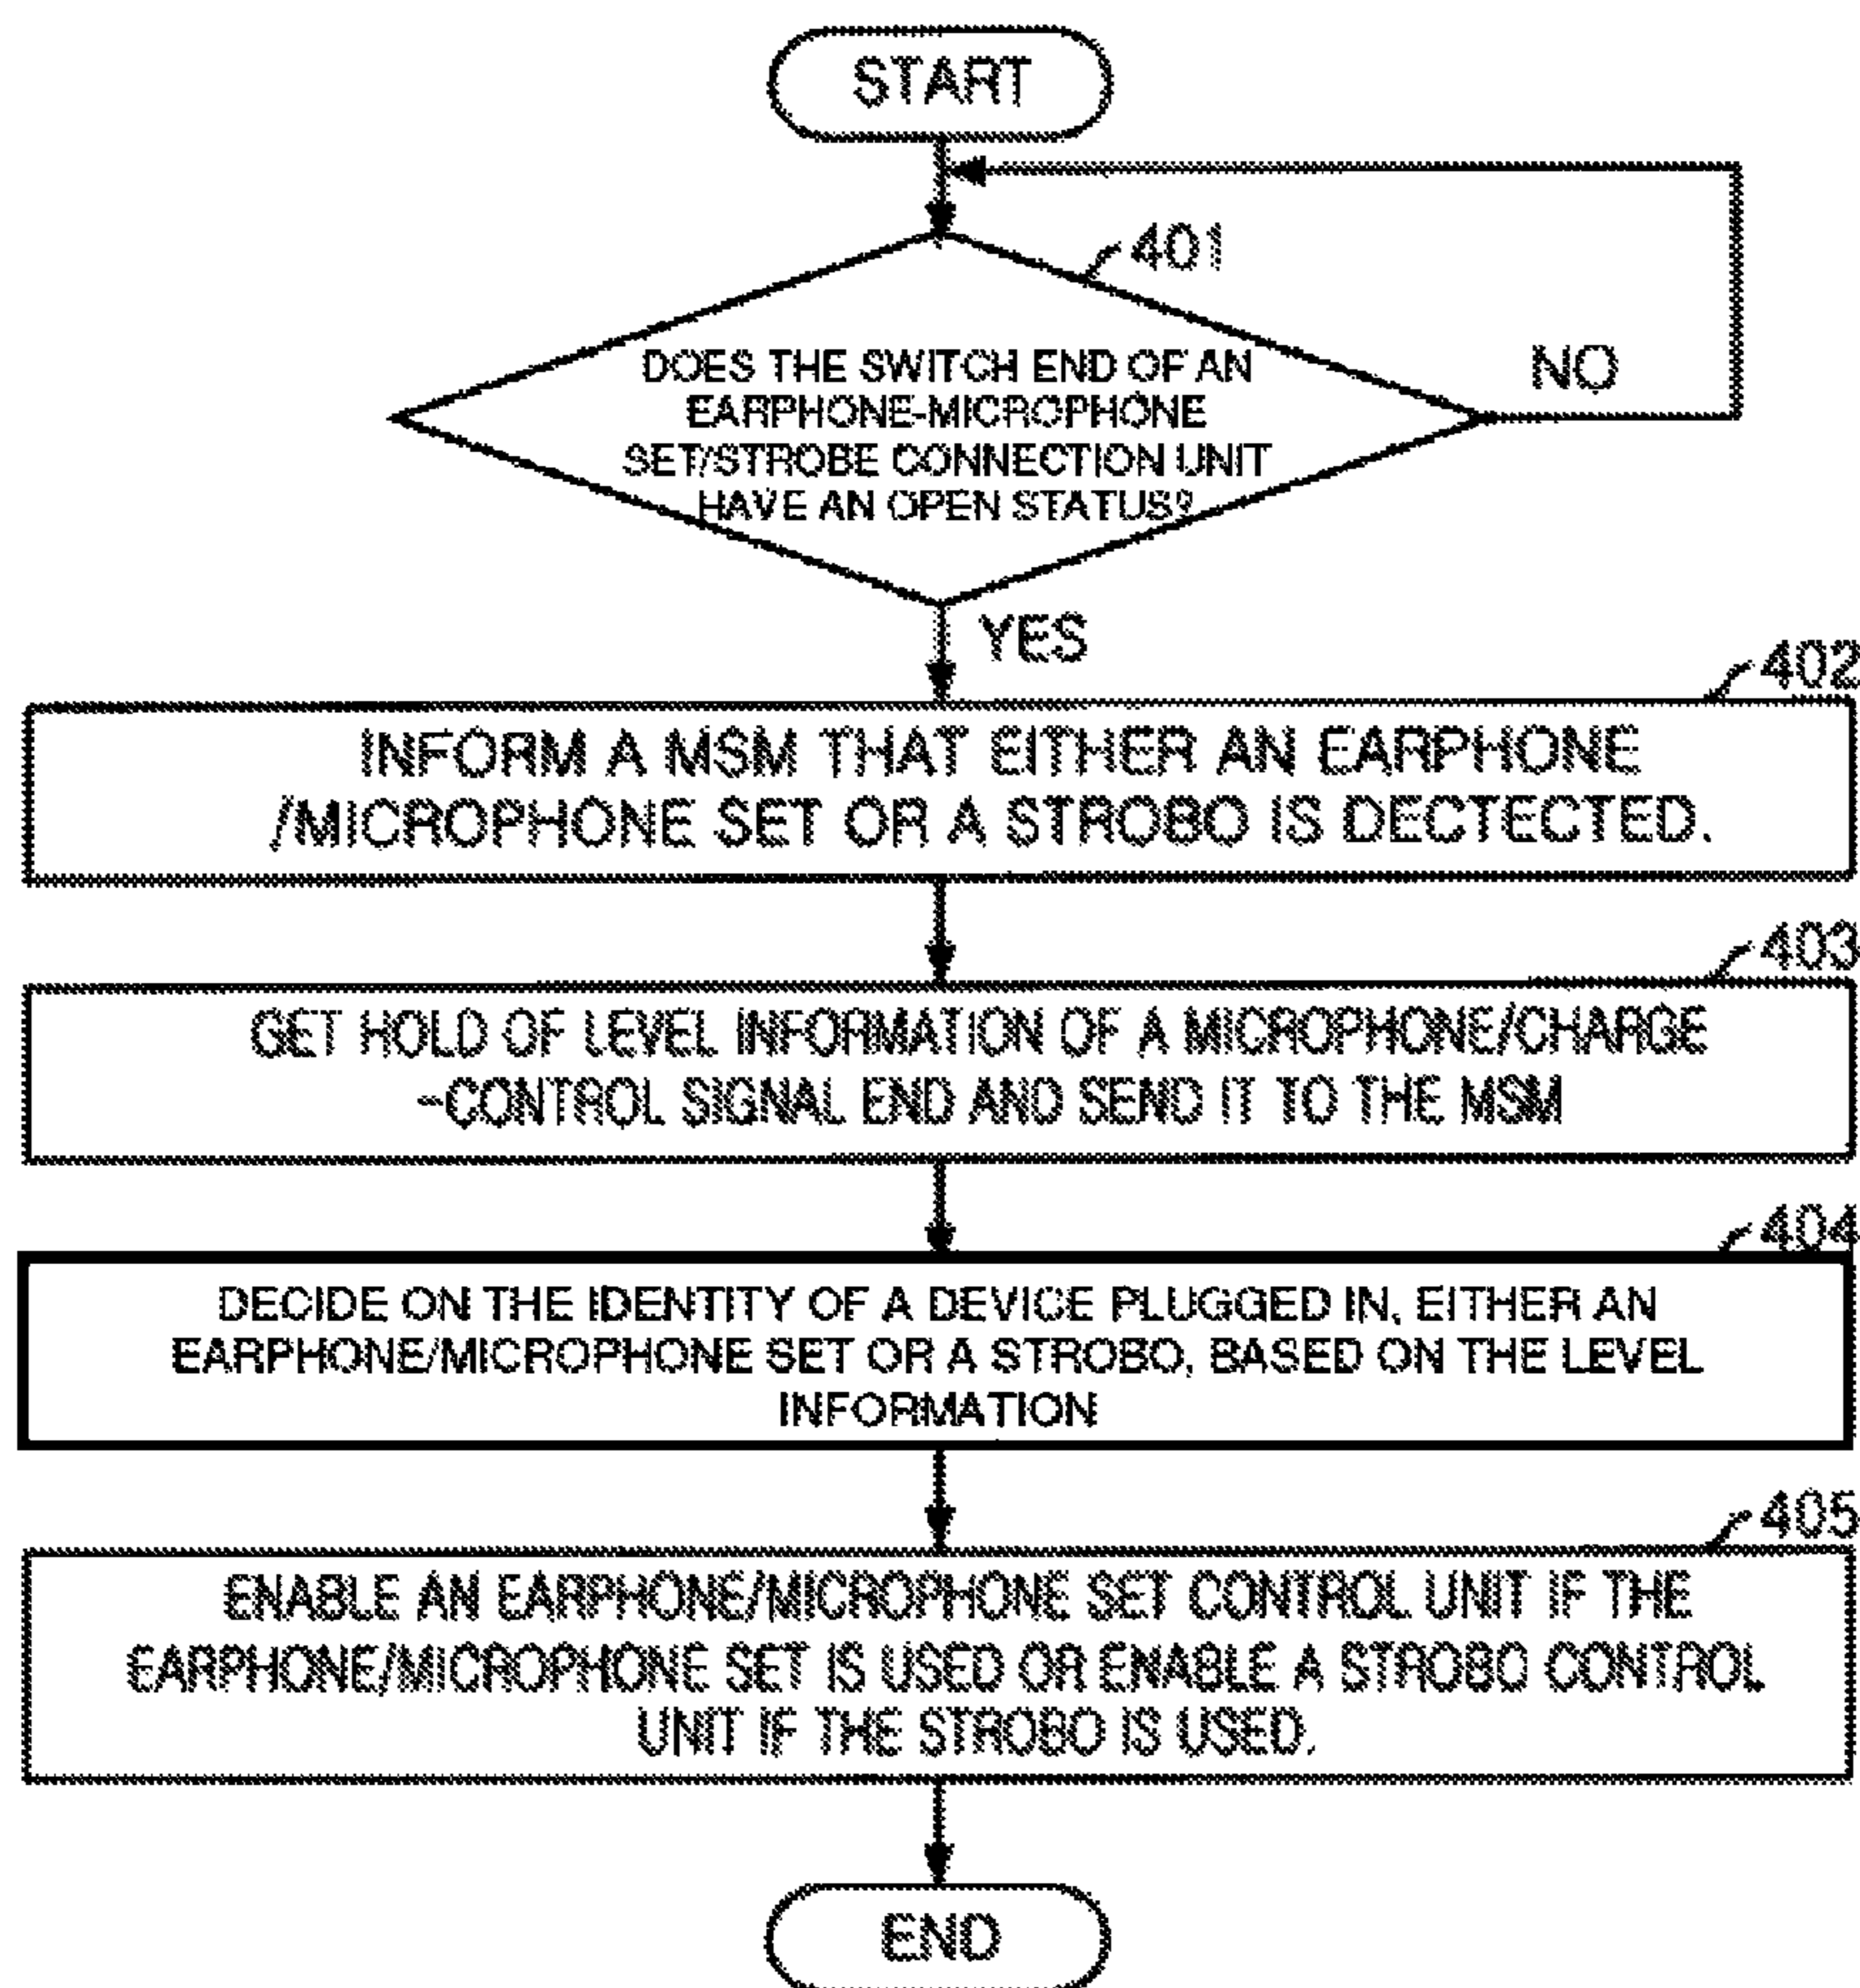 START
401
DOES THE SWITCH END OF AN
EARPHONE-MICROPHONE
SET/STROBE CONNECTION UNIT
HAVE AN OPEN STATUS?
NO
YES
402
INFORM A MSM THAT EITHER AN EARPHONE
/MICROPHONE SET OR A STROBO IS DECTECTED.
403
GET HOLD OF LEVEL INFORMATION OF A MICROPHONE/CHARGE
-CONTROL SIGNAL END AND SEND IT TO THE MSM
404
DECIDE ON THE IDENTITY OF A DEVICE PLUGGED IN, EITHER AN
EARPHONE/MICROPHONE SET OR A STROBO, BASED ON THE LEVEL
INFORMATION
405
ENABLE AN EARPHONE/MICROPHONE SET CONTROL UNIT IF THE
EARPHONE/MICROPHONE SET IS USED OR ENABLE A STROBO CONTROL
UNIT IF THE STROBO IS USED.
END